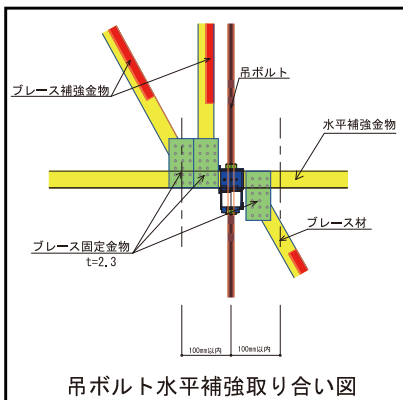 ブレース補強金物
吊ボルト
水平補強金物
ブレース固定金物
t=2.3
ブレース材
100mm以内
100mm以内
吊ボルト水平補強取り合い図